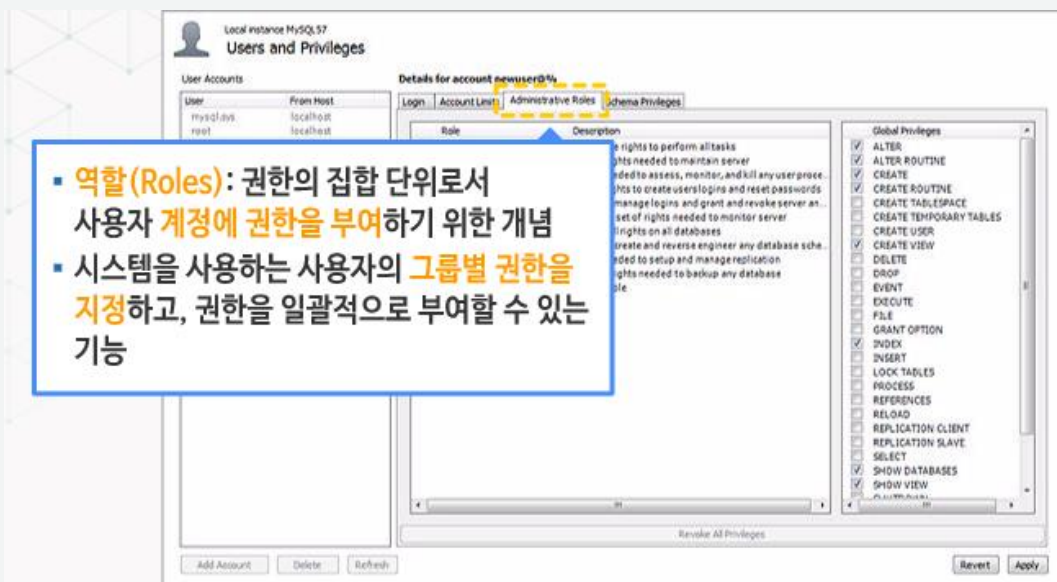 Local instance MySQL57
Users and Privileges
User Accounts
Details for account newuser@%
User From Host
mysql.sys localhost
root localhost
Login Account Limits Administrative Roles Schema Privileges
Role Description
rights to perform all tasks
needed to maintain server
to assess, monitor, and kill any user proce...
to create users logins and reset passwords
manage logins and grant and revoke server an...
set of rights needed to monitor server
rights on all databases
create and reverse engineer any database sche...
to setup and manage replication
needed to backup any database
역할(Roles): 권한의 집합 단위로서
사용자 계정에 권한을 부여하기 위한 개념
시스템을 사용하는 사용자의 그룹별 권한을
지정하고, 권한을 일괄적으로 부여할 수 있는
기능
Global Privileges
ALTER
ALTER ROUTINE
CREATE
CREATE ROUTINE
CREATE TABLESPACE
CREATE TEMPORARY TABLES
CREATE USER
CREATE VIEW
DELETE
DROP
EVENT
EXECUTE
FILE
GRANT OPTION
INDEX
INSERT
LOCK TABLES
PROCESS
REFERENCES
RELOAD
REPLICATION CLIENT
REPLICATION SLAVE
SELECT
SHOW DATABASES
SHOW VIEW
Revoke All Privileges
Add Account Delete Refresh
Revert Apply